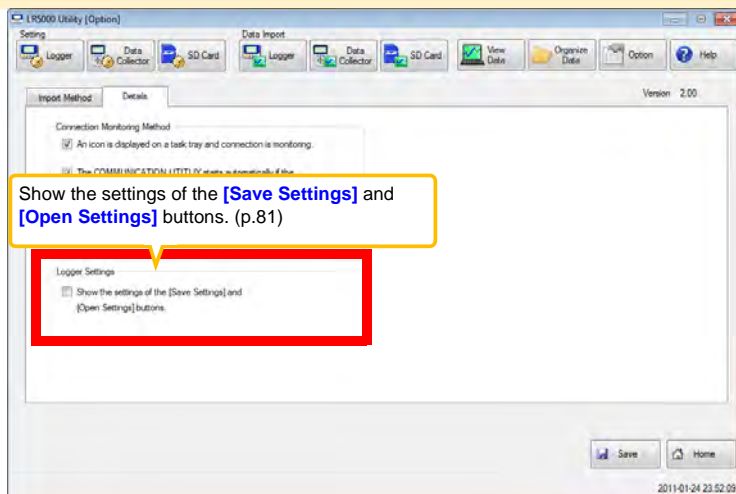 LR5000 Utility [Option]
Setting
Data Import
Logger
Data Collector
SD Card
Logger
Data Collector
SD Card
View Data
Organize Data
Option
Help
Import Method
Details
Version 2.00
Connection Monitoring Method
An icon is displayed on a task tray and connection is monitoring.
The COMMUNICATION UTITLIY starts automatically if the
Show the settings of the [Save Settings] and
[Open Settings] buttons. (p.81)
Logger Settings
Show the settings of the [Save Settings] and
[Open Settings] buttons.
Save
Home
2011-01-24 23:52:09